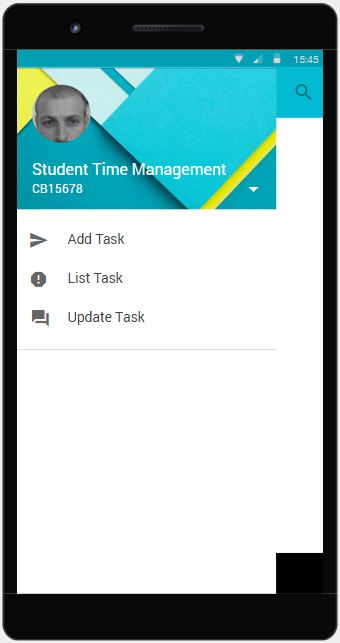 15:45
Student Time Management
CB15678
Add Task
List Task
Update Task